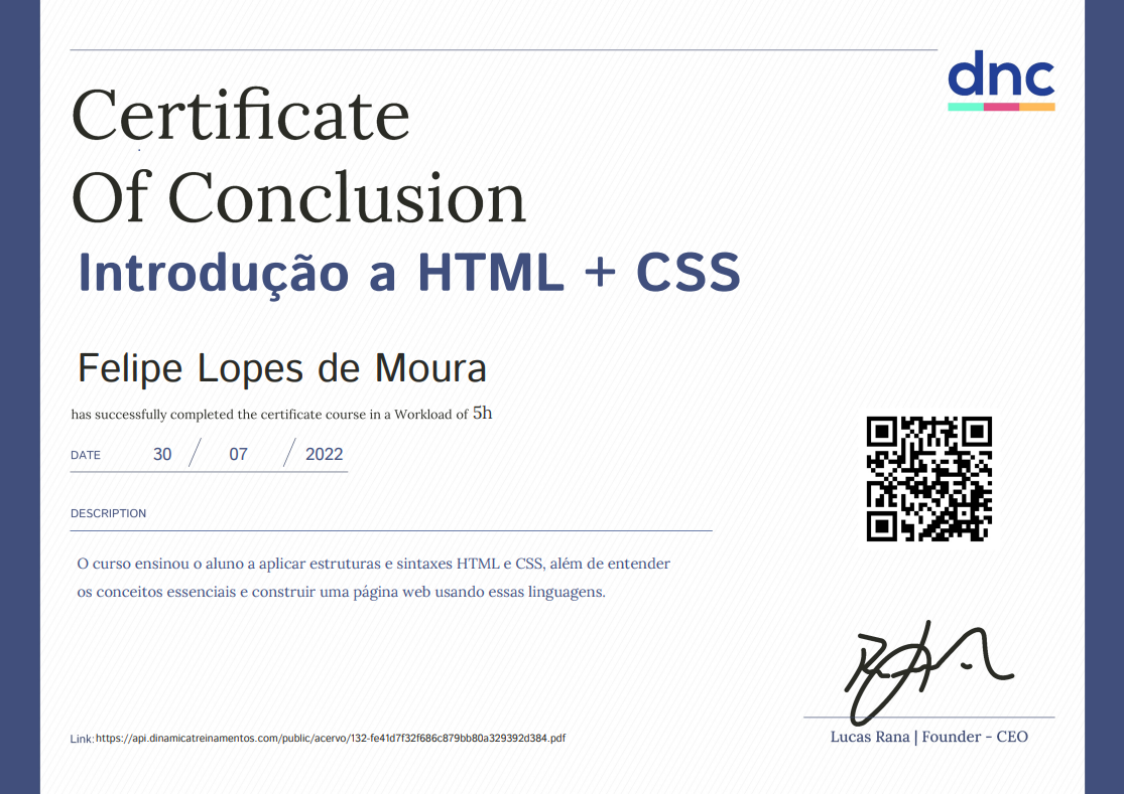 dnc
Certificate
Of Conclusion
Introdução a HTML + CSS
Felipe Lopes de Moura
has successfully completed the certificate course in a Workload of 5h
DATE 30 / 07 / 2022
DESCRIPTION
O curso ensinou o aluno a aplicar estruturas e sintaxes HTML e CSS, além de entender
os conceitos essenciais e construir uma página web usando essas linguagens.
Link: https://api.dinamicatreinamentos.com/public/acervo/132-fe41d7f32f686c879bb80a329392d384.pdf
Lucas Rana | Founder - CEO